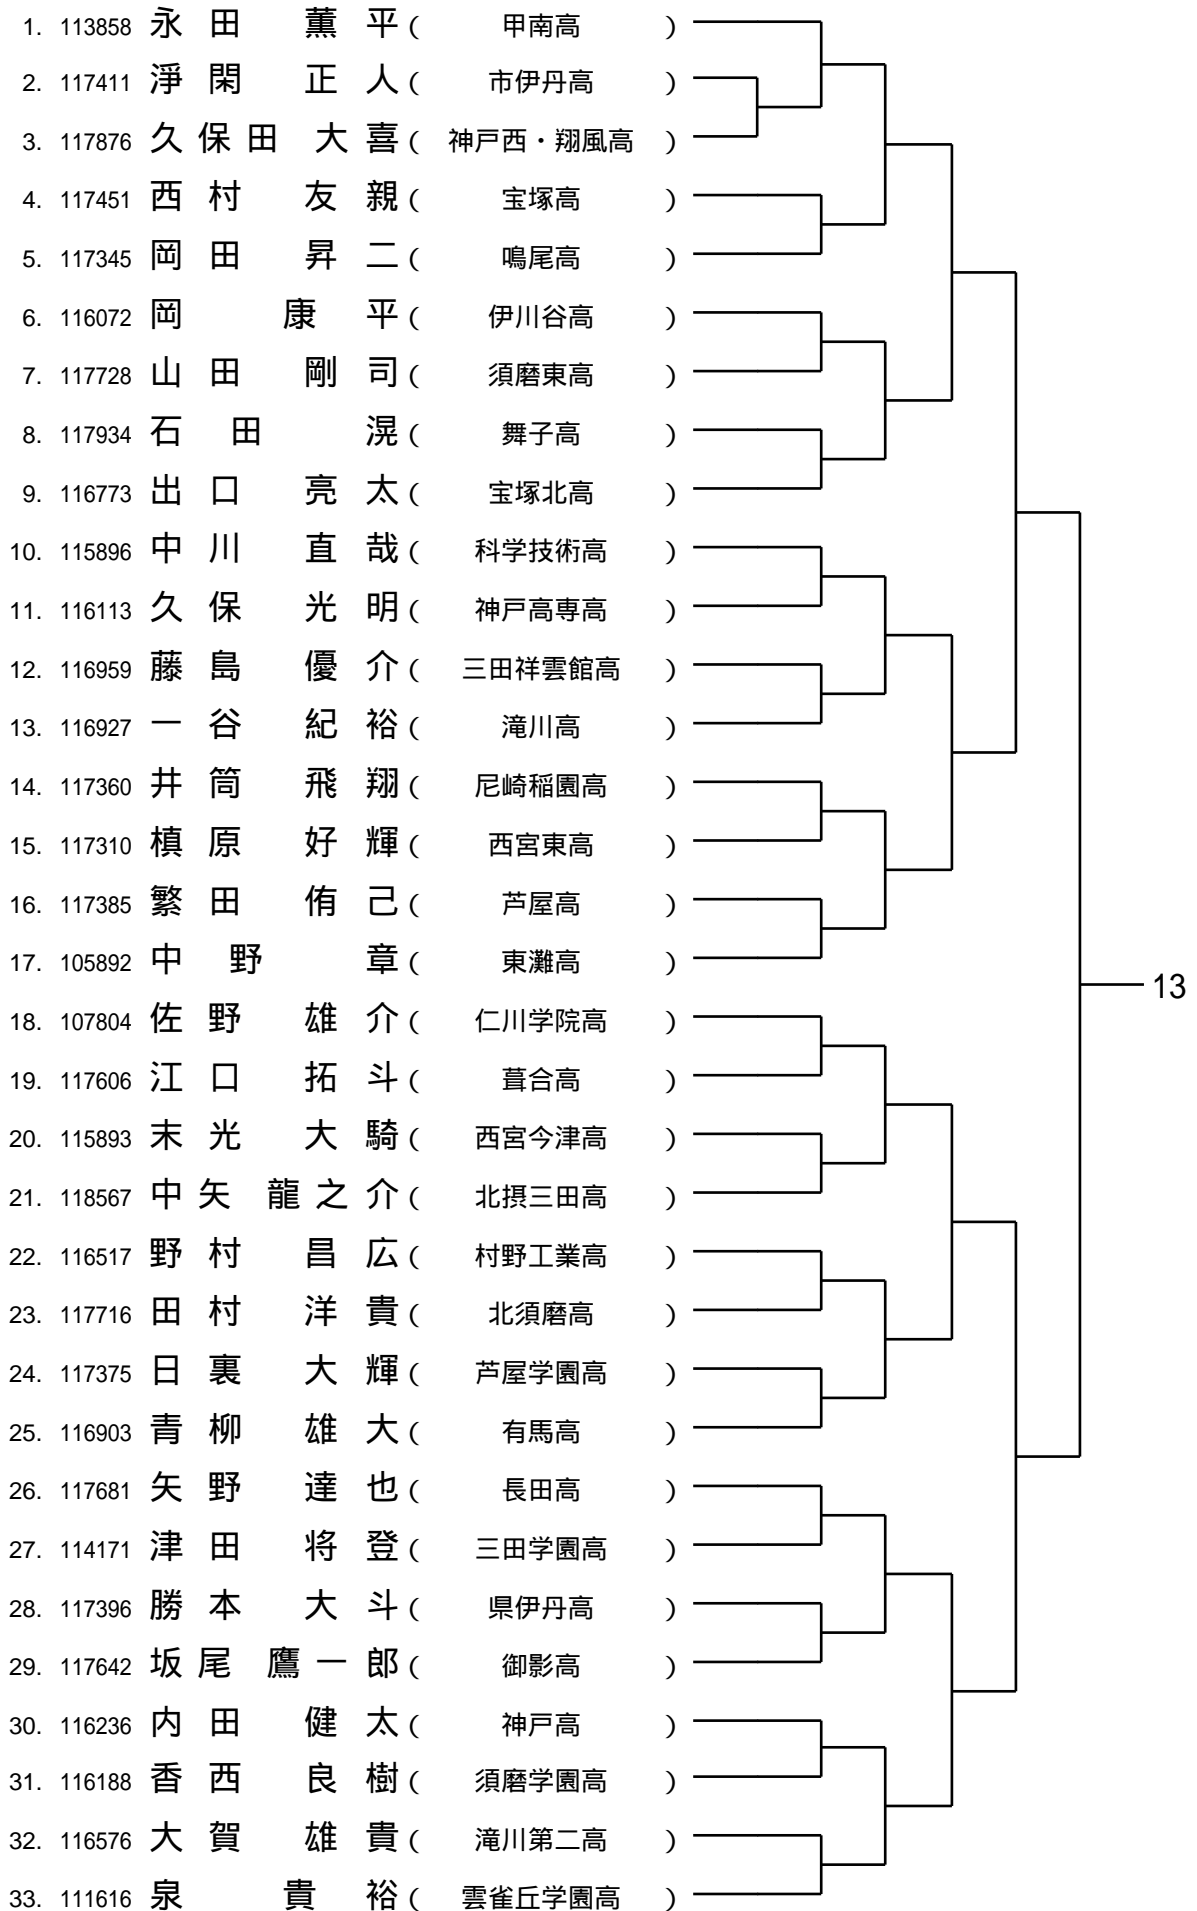 1. 113858 永田 薫平 ( 甲南高 )
2. 117411 淨閑 正人 ( 市伊丹高 )
3. 117876 久保田 大喜 ( 神戸西・翔風高 )
4. 117451 西村 友親 ( 宝塚高 )
5. 117345 岡田 昇二 ( 鳴尾高 )
6. 116072 岡 康平 ( 伊川谷高 )
7. 117728 山田 剛司 ( 須磨東高 )
8. 117934 石田 滉 ( 舞子高 )
9. 116773 出口 亮太 ( 宝塚北高 )
10. 115896 中川 直哉 ( 科学技術高 )
11. 116113 久保 光明 ( 神戸高専高 )
12. 116959 藤島 優介 ( 三田祥雲館高 )
13. 116927 一谷 紀裕 ( 滝川高 )
14. 117360 井筒 飛翔 ( 尼崎稲園高 )
15. 117310 槙原 好輝 ( 西宮東高 )
16. 117385 繁田 侑己 ( 芦屋高 )
17. 105892 中野 章 ( 東灘高 )
13
18. 107804 佐野 雄介 ( 仁川学院高 )
19. 117606 江口 拓斗 ( 葺合高 )
20. 115893 末光 大騎 ( 西宮今津高 )
21. 118567 中矢 龍之介 ( 北摂三田高 )
22. 116517 野村 昌広 ( 村野工業高 )
23. 117716 田村 洋貴 ( 北須磨高 )
24. 117375 日裏 大輝 ( 芦屋学園高 )
25. 116903 青柳 雄大 ( 有馬高 )
26. 117681 矢野 達也 ( 長田高 )
27. 114171 津田 将登 ( 三田学園高 )
28. 117396 勝本 大斗 ( 県伊丹高 )
29. 117642 坂尾 鷹一郎 ( 御影高 )
30. 116236 内田 健太 ( 神戸高 )
31. 116188 香西 良樹 ( 須磨学園高 )
32. 116576 大賀 雄貴 ( 滝川第二高 )
33. 111616 泉 貴裕 ( 雲雀丘学園高 )